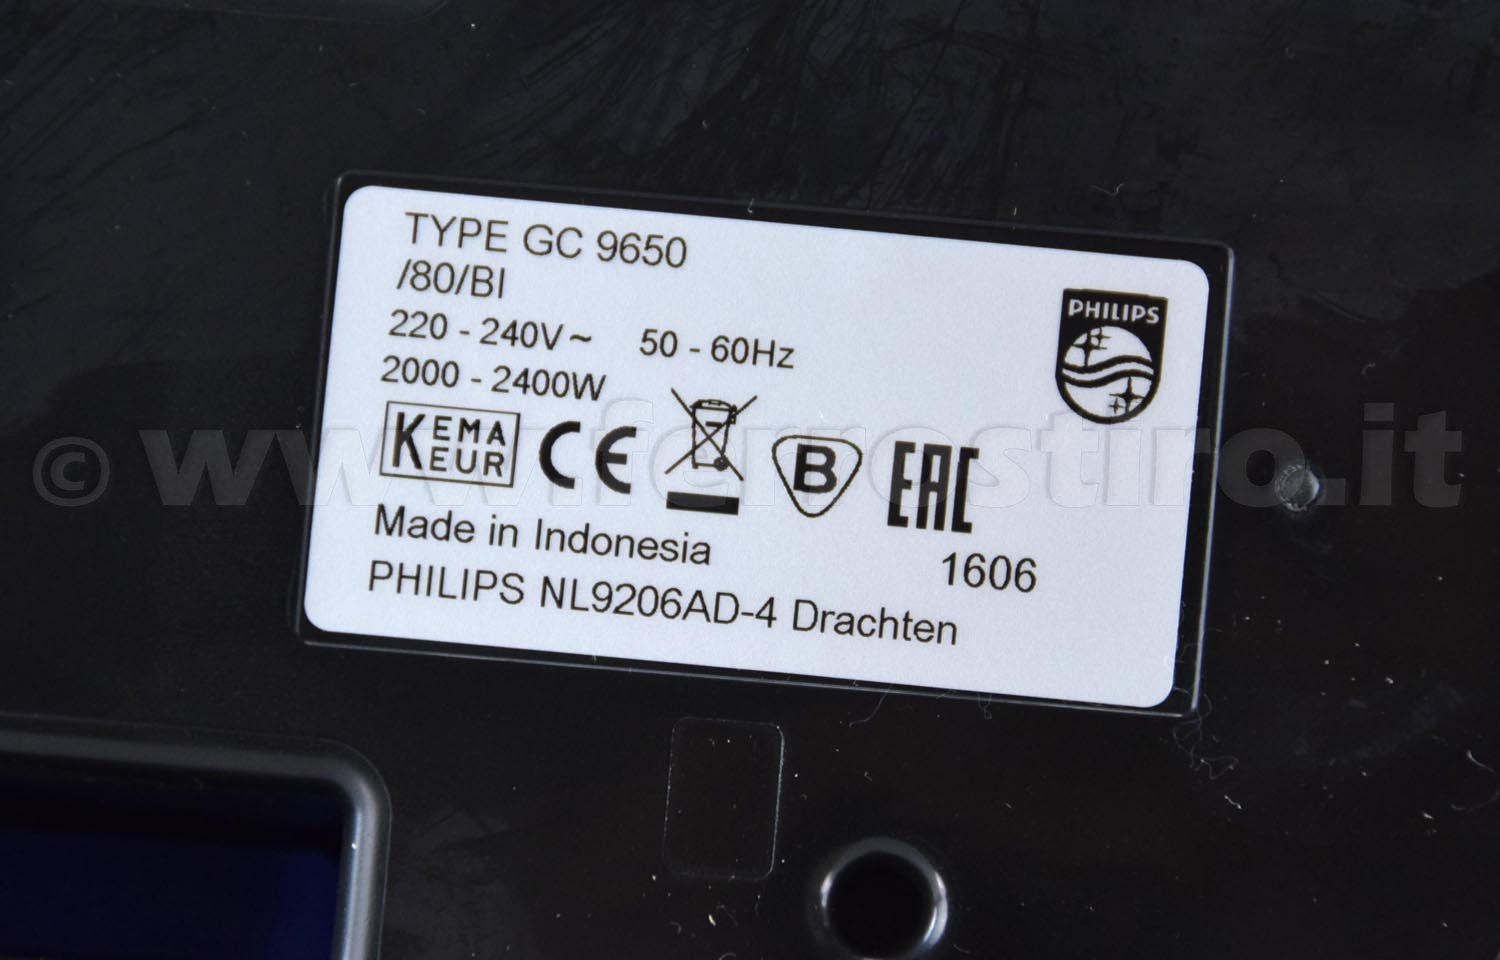 TYPE GC 9650
/80/BI
220 - 240V~ 50 - 60Hz
2000 - 2400W
PHILIPS
KEMA
KEUR
CE
B
EAC
Made in Indonesia
1606
PHILIPS NL9206AD-4 Drachten
© www.ferrostiro.it